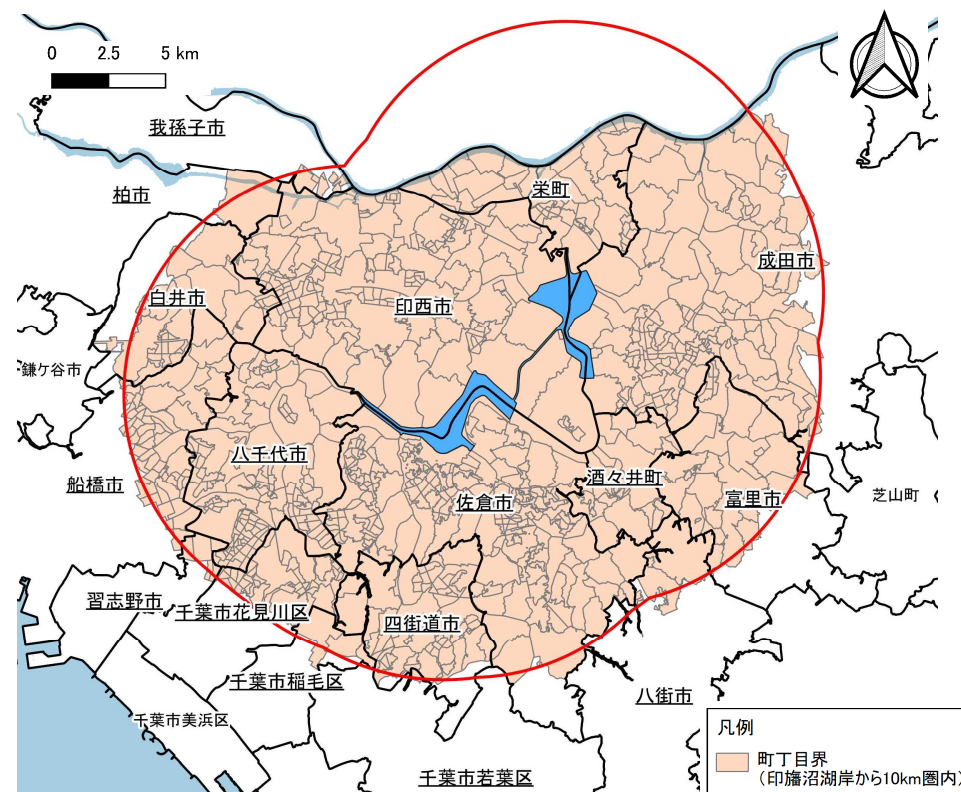 0 2.5 5 km
我孫子市
柏市
栄町
成田市
白井市
印西市
鎌ケ谷市
八千代市
船橋市
佐倉市
酒々井町
富里市
芝山町
習志野市
千葉市花見川区
四街道市
千葉市稲毛区
八街市
千葉市美浜区
千葉市若葉区
凡例
町丁目界
(印旛沼湖岸から10km圏内)